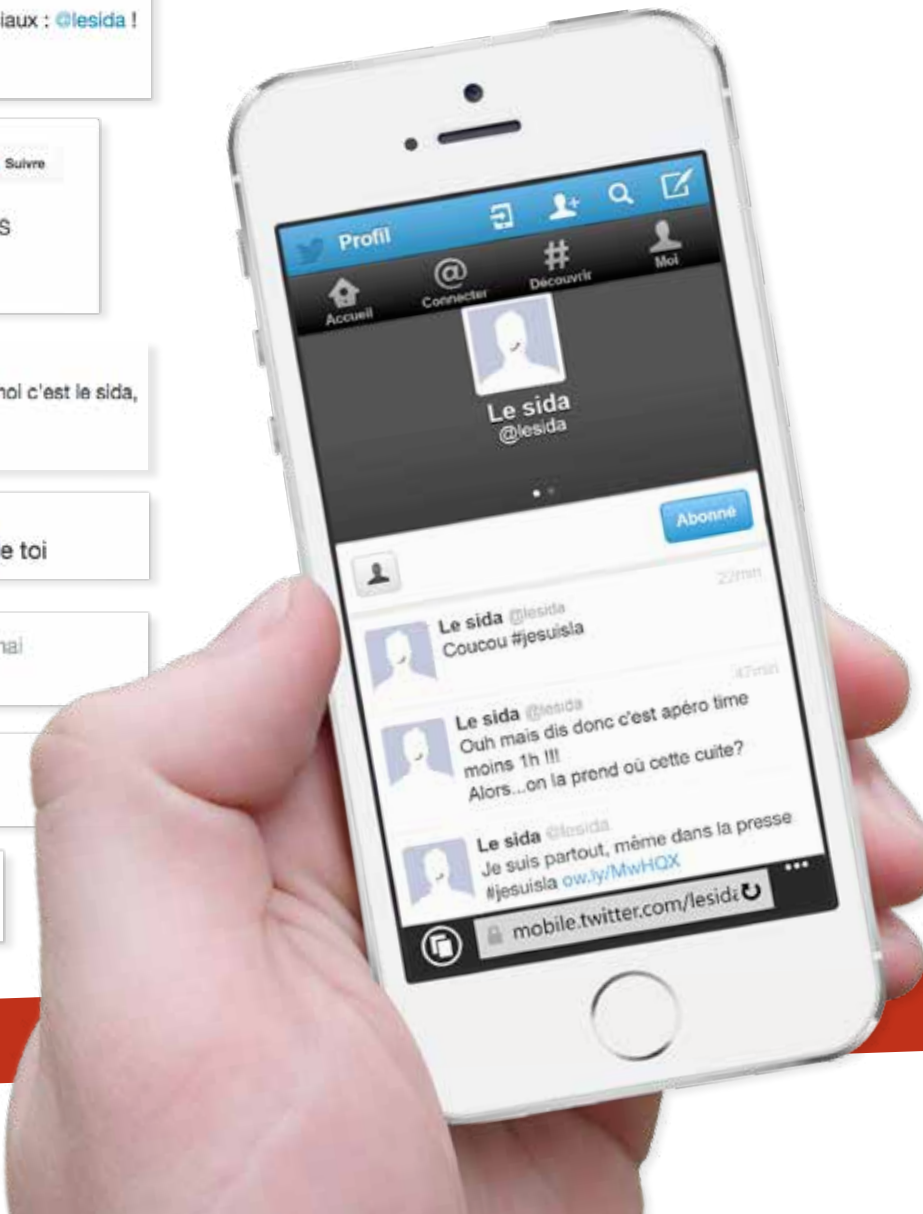 iaux : @lesida !
Suivre
s
noi c'est le sida,
e toi
nai
Profil
Accueil
@
Connecter
#
Découvrir
Moi
Le sida
@lesida
Abonné
Le sida @lesida 22min
Coucou #jesuisla
Le sida @lesida 47min
Ouh mais dis donc c'est apéro time
moins 1h !!!
Alors...on la prend où cette cuite?
Le sida @lesida
Je suis partout, même dans la presse
#jesuisla ow.ly/MwHQX
mobile.twitter.com/lesida